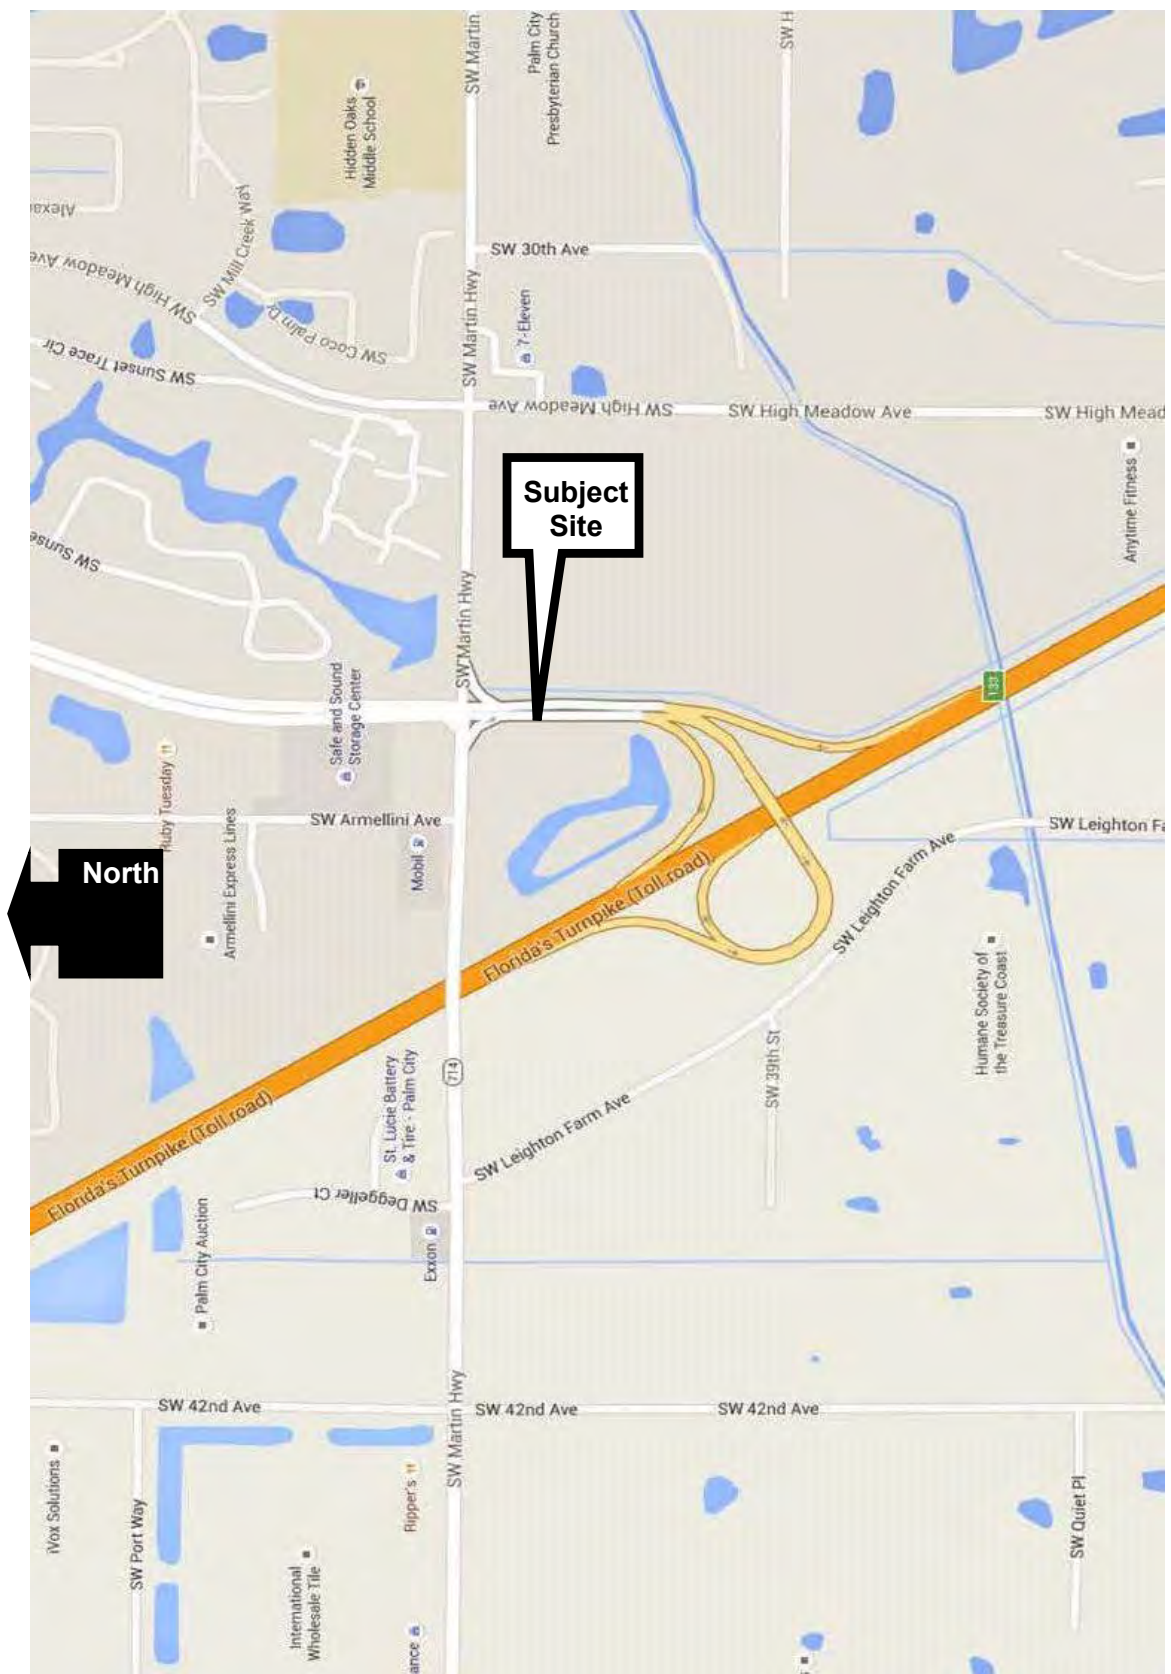 SW Martin
Palm City
Presbyterian Church
SW H
Hidden Oaks
Middle School
SW Mill Creek Way
SW High Meadow Ave
SW 30th Ave
SW Martin Hwy
7-Eleven
SW Coco Palm D
SW Sunset Trace Cir
SW High Meadow Ave
SW High Meadow Ave
SW High Mead
Anytime Fitness
Subject
Site
SW Sunse
SW Martin Hwy
133
Safe and Sound
Storage Center
Ruby Tuesday
SW Armellini Ave
SW Leighton Fa
Armellini Express Lines
Mobil
North
Florida's Turnpike (Toll road)
SW Leighton Farm Ave
Humane Society of
the Treasure Coast
SW 39th St
714
St. Lucie Battery
& Tire - Palm City
SW Leighton Farm Ave
Florida's Turnpike (Toll road)
SW Deggeller Ct
Palm City Auction
Exxon
SW 42nd Ave
SW Martin Hwy
SW 42nd Ave
SW 42nd Ave
iVox Solutions
SW Port Way
Ripper's
SW Quiet Pl
International
Wholesale Tile
ance